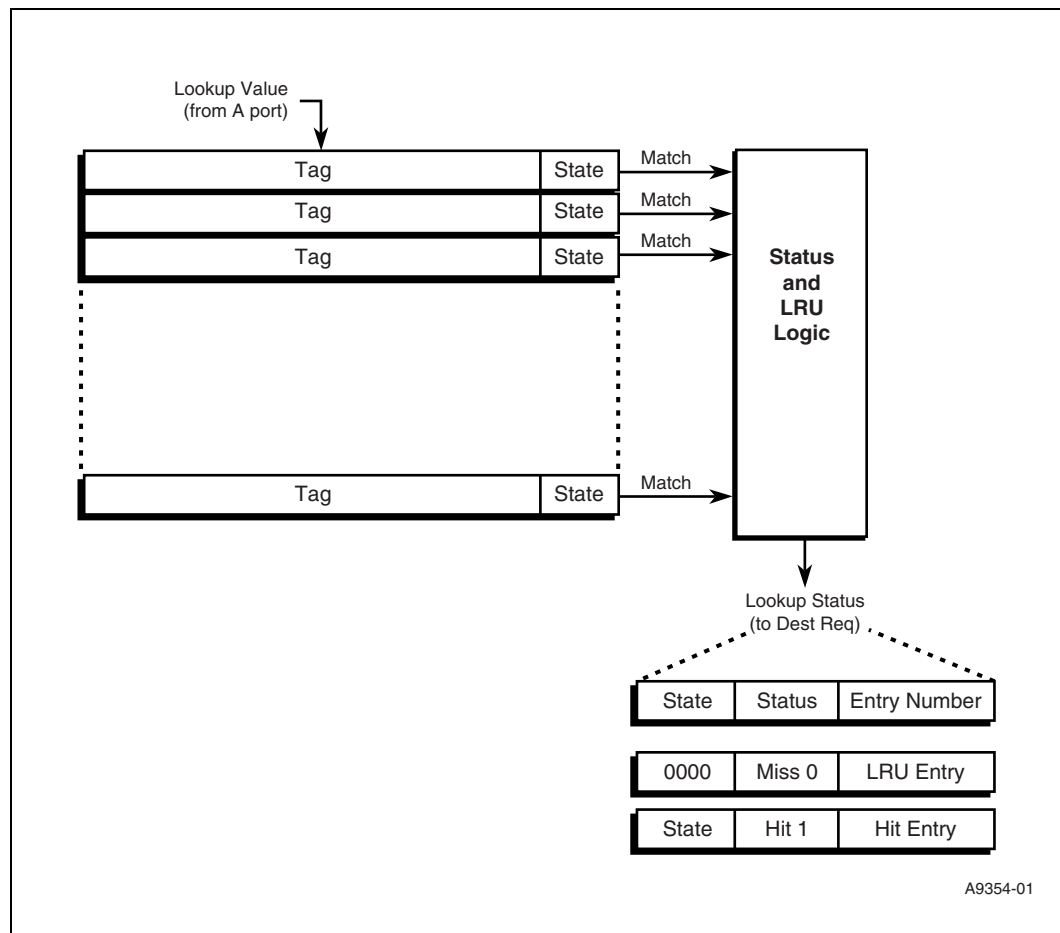 Lookup Value
(from A port)
Tag State Match
Tag State Match
Tag State Match
Status
and
LRU
Logic
Tag State Match
Lookup Status
(to Dest Req)
State Status Entry Number
0000 Miss 0 LRU Entry
State Hit 1 Hit Entry
A9354-01